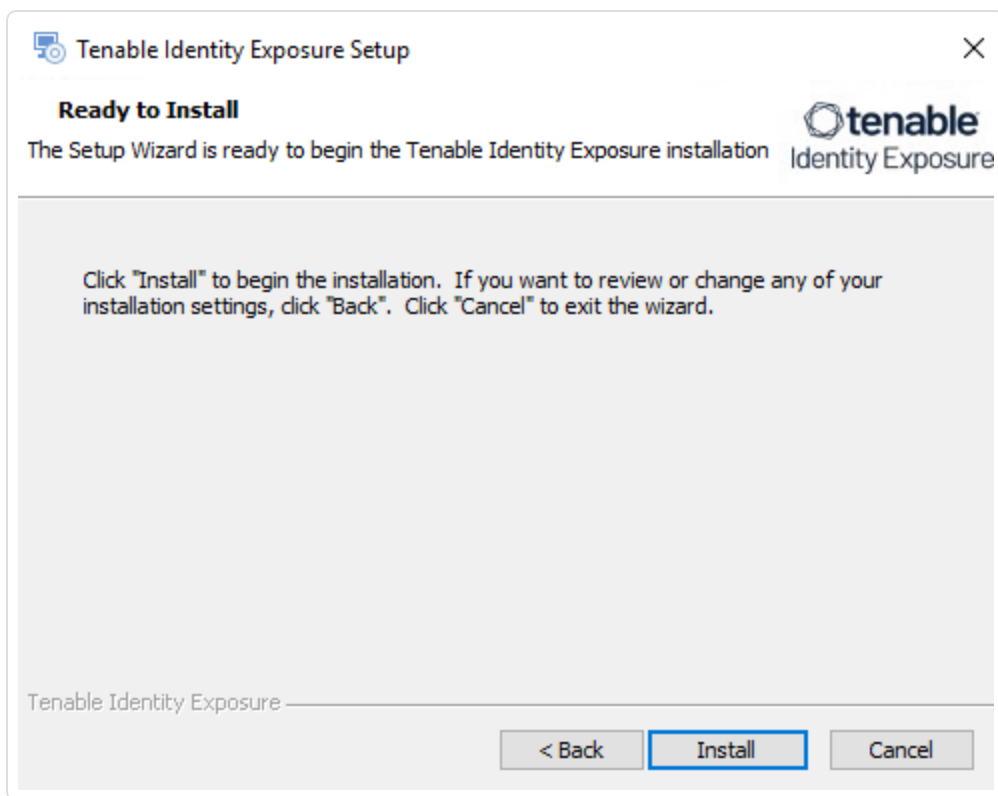 Tenable Identity Exposure Setup
Ready to Install
The Setup Wizard is ready to begin the Tenable Identity Exposure installation
tenable
Identity Exposure
Click "Install" to begin the installation.  If you want to review or change any of your
installation settings, click "Back".  Click "Cancel" to exit the wizard.
Tenable Identity Exposure
< Back
Install
Cancel